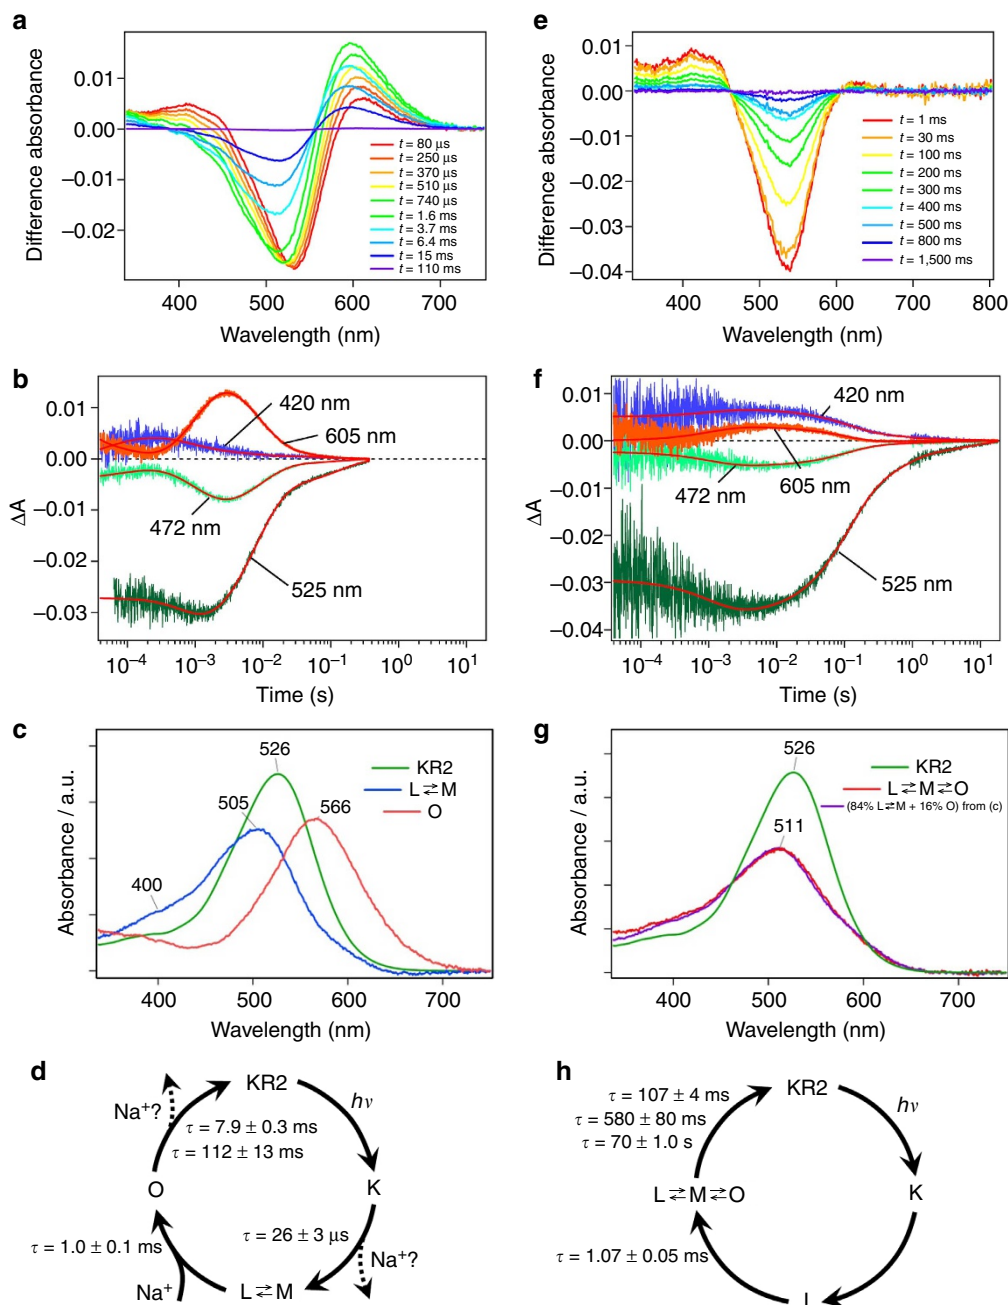 a
Difference absorbance
0.01
0.00
−0.01
−0.02
t = 80 µs
t = 250 µs
t = 370 µs
t = 510 µs
t = 740 µs
t = 1.6 ms
t = 3.7 ms
t = 6.4 ms
t = 15 ms
t = 110 ms
400 500 600 700
Wavelength (nm)
e
Difference absorbance
0.01
0.00
−0.01
−0.02
−0.03
−0.04
t = 1 ms
t = 30 ms
t = 100 ms
t = 200 ms
t = 300 ms
t = 400 ms
t = 500 ms
t = 800 ms
t = 1,500 ms
400 500 600 700 800
Wavelength (nm)
b
ΔA
0.01
0.00
−0.01
−0.02
−0.03
420 nm
605 nm
472 nm
525 nm
10⁻⁴ 10⁻³ 10⁻² 10⁻¹ 10⁰ 10¹
Time (s)
f
ΔA
0.01
0.00
−0.01
−0.02
−0.03
−0.04
420 nm
605 nm
472 nm
525 nm
10⁻⁴ 10⁻³ 10⁻² 10⁻¹ 10⁰ 10¹
Time (s)
c
Absorbance / a.u.
526
505
566
400
KR2
L ⇄ M
O
400 500 600 700
Wavelength (nm)
g
Absorbance / a.u.
526
511
KR2
L ⇄ M ⇄ O
(84% L⇄M + 16% O) from (c)
400 500 600 700
Wavelength (nm)
d
KR2
hν
Na⁺?
τ = 7.9 ± 0.3 ms
τ = 112 ± 13 ms
O
K
τ = 26 ± 3 µs
τ = 1.0 ± 0.1 ms
Na⁺?
Na⁺
L ⇄ M
h
KR2
hν
τ = 107 ± 4 ms
τ = 580 ± 80 ms
τ = 70 ± 1.0 s
L ⇄ M ⇄ O
K
τ = 1.07 ± 0.05 ms
L